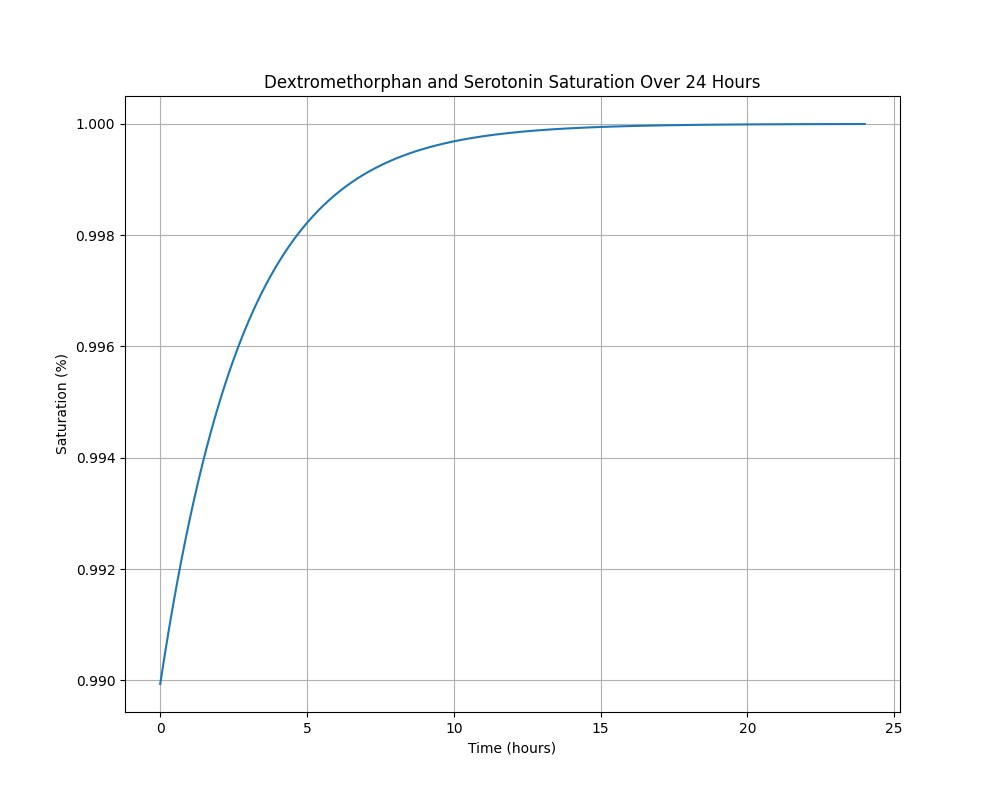 Dextromethorphan and Serotonin Saturation Over 24 Hours
1.000
0.998
0.996
0.994
0.992
0.990
Saturation (%)
0 5 10 15 20 25
Time (hours)